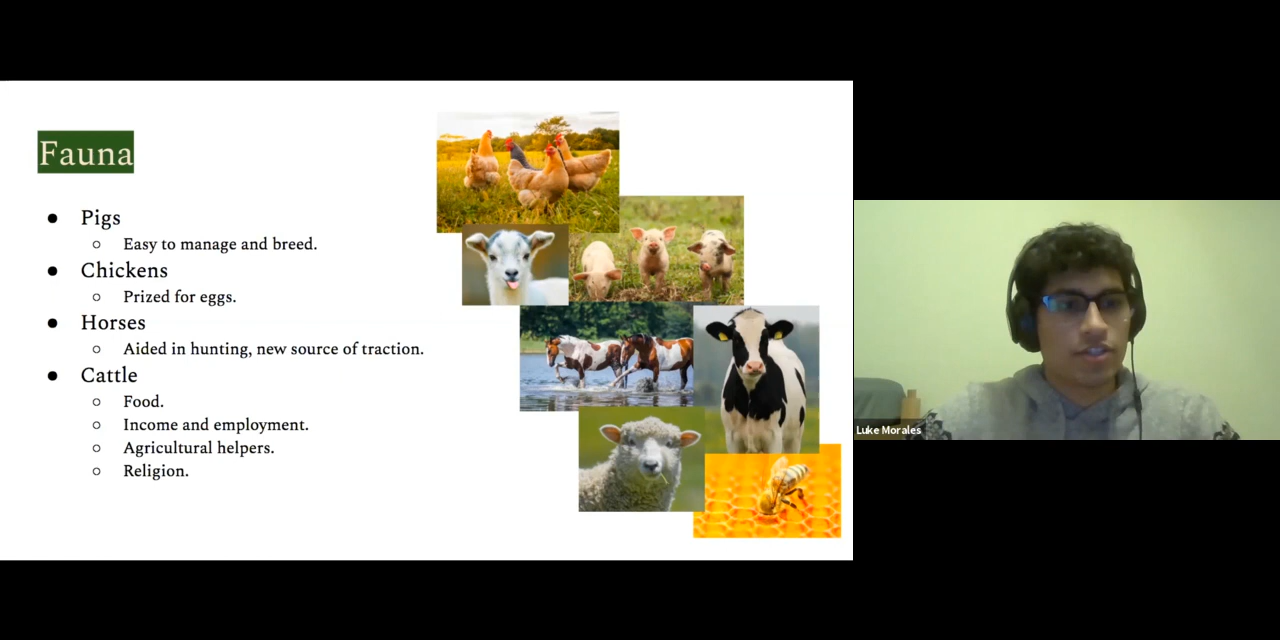 Fauna
● Pigs
○ Easy to manage and breed.
● Chickens
○ Prized for eggs.
● Horses
○ Aided in hunting, new source of traction.
● Cattle
○ Food.
○ Income and employment.
○ Agricultural helpers.
○ Religion.
Luke Morales